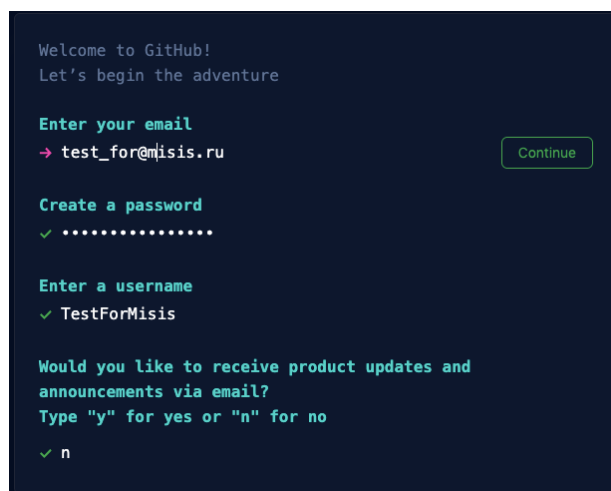 Welcome to GitHub!
Let’s begin the adventure
Enter your email
→ test_for@misis.ru
Continue
Create a password
✓ ••••••••••••••••
Enter a username
✓ TestForMisis
Would you like to receive product updates and
announcements via email?
Type "y" for yes or "n" for no
✓ n